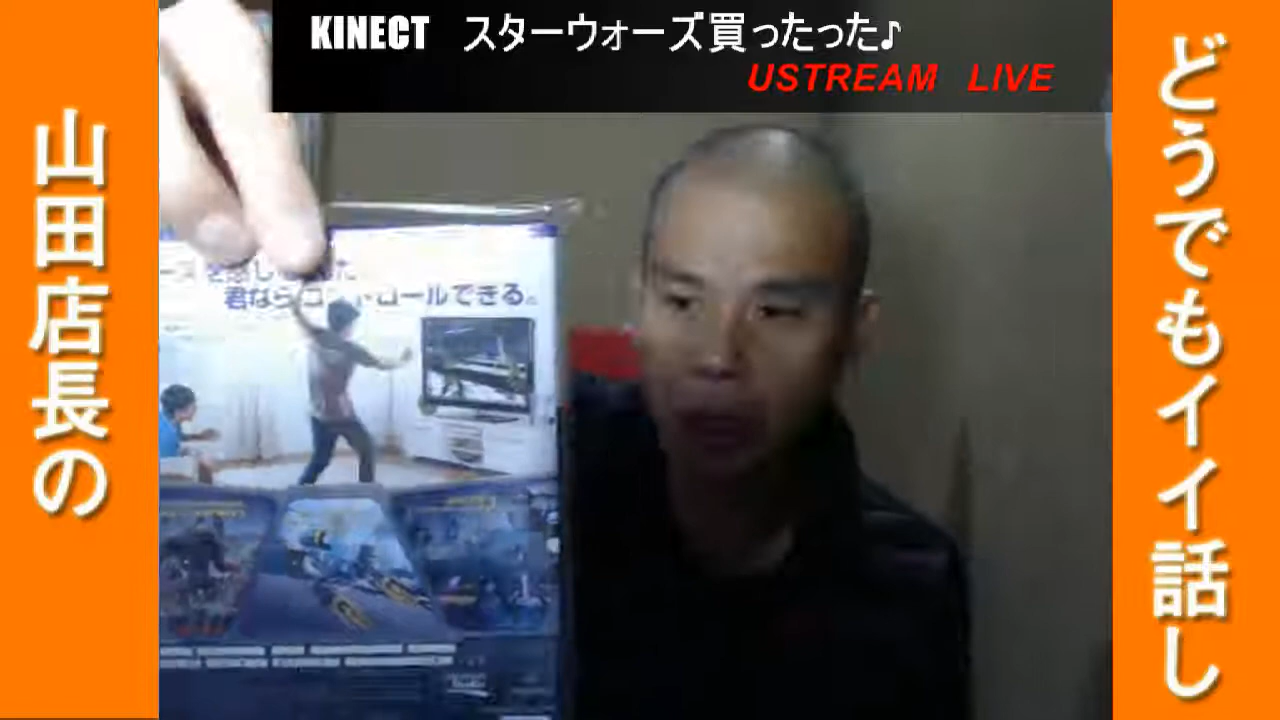 KINECT スターウォーズ買ったった♪
USTREAM LIVE
山田店長の
どうでもイイ話し
君ならコントロールできる。